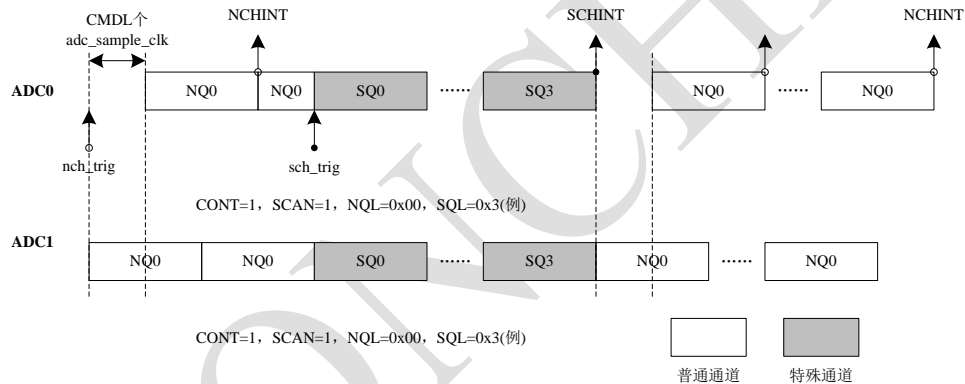 CMDL个
adc_sample_clk
NCHINT
SCHINT
NCHINT
ADC0
NQ0
NQ0
SQ0
······
SQ3
NQ0
······
NQ0
nch_trig
sch_trig
CONT=1，SCAN=1，NQL=0x00，SQL=0x3(例)
ADC1
NQ0
NQ0
SQ0
······
SQ3
NQ0
······
NQ0
CONT=1，SCAN=1，NQL=0x00，SQL=0x3(例)
普通通道
特殊通道